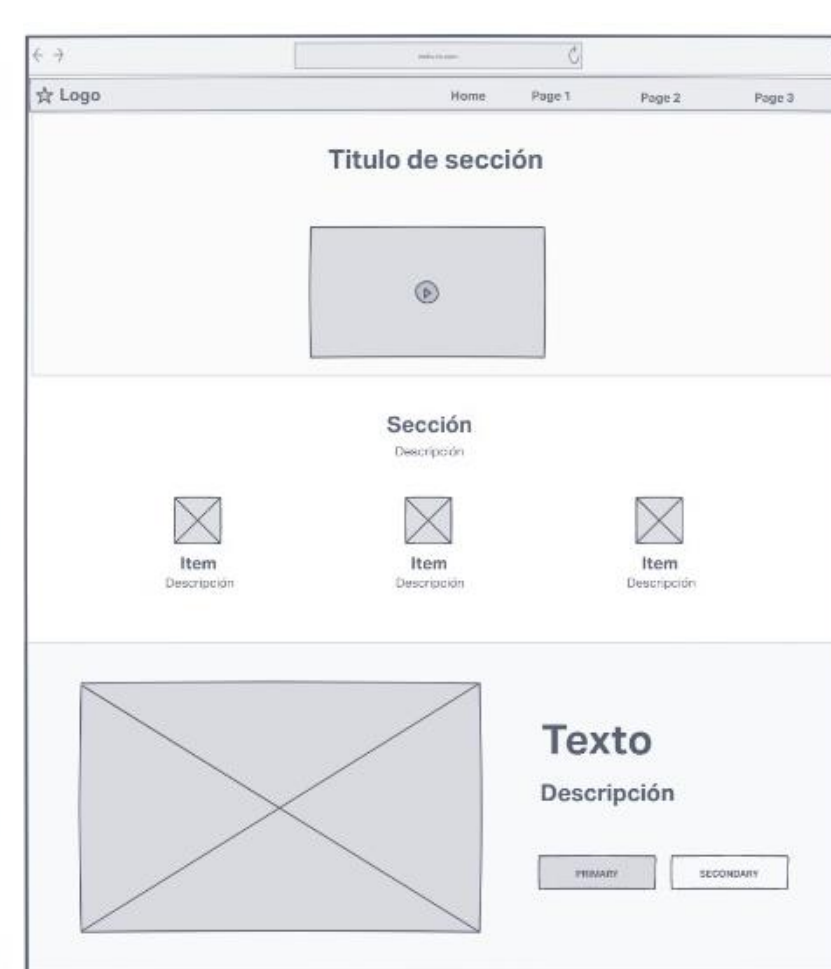 Logo Home Page 1 Page 2 Page 3
Titulo de sección
Sección
Descripción
Item Item Item
Descripción Descripción Descripción
Texto
Descripción
PRIMARY SECONDARY